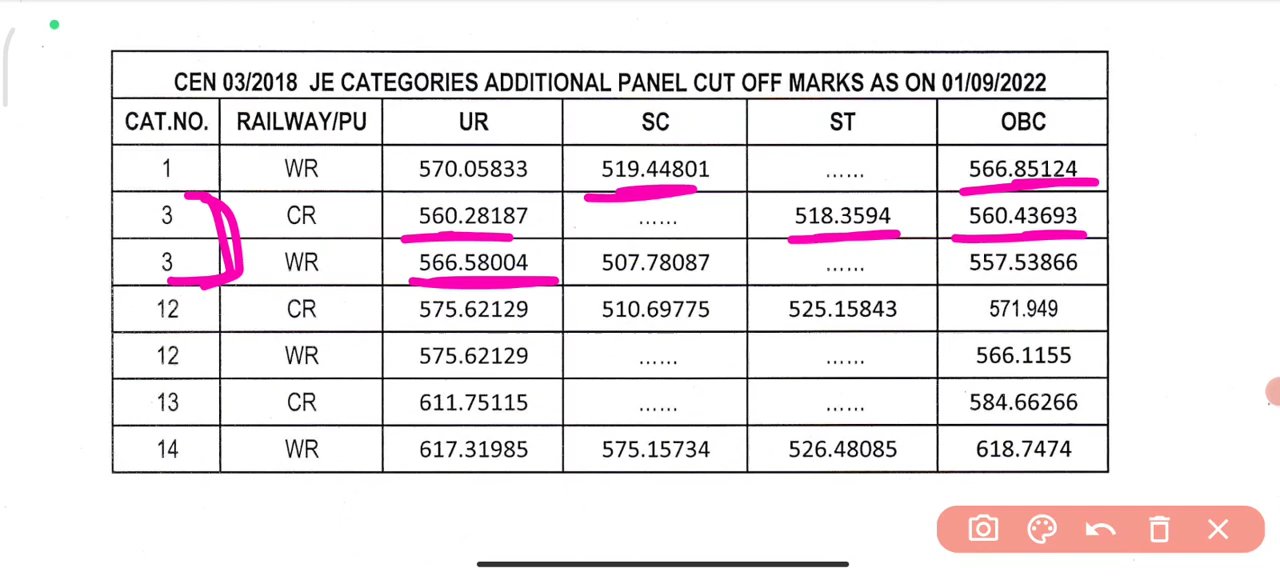 CEN 03/2018 JE CATEGORIES ADDITIONAL PANEL CUT OFF MARKS AS ON 01/09/2022
CAT.NO. RAILWAY/PU UR SC ST OBC
1 WR 570.05833 519.44801 ...... 566.85124
3 CR 560.28187 ...... 518.3594 560.43693
3 WR 566.58004 507.78087 ...... 557.53866
12 CR 575.62129 510.69775 525.15843 571.949
12 WR 575.62129 ...... ...... 566.1155
13 CR 611.75115 ...... ...... 584.66266
14 WR 617.31985 575.15734 526.48085 618.7474